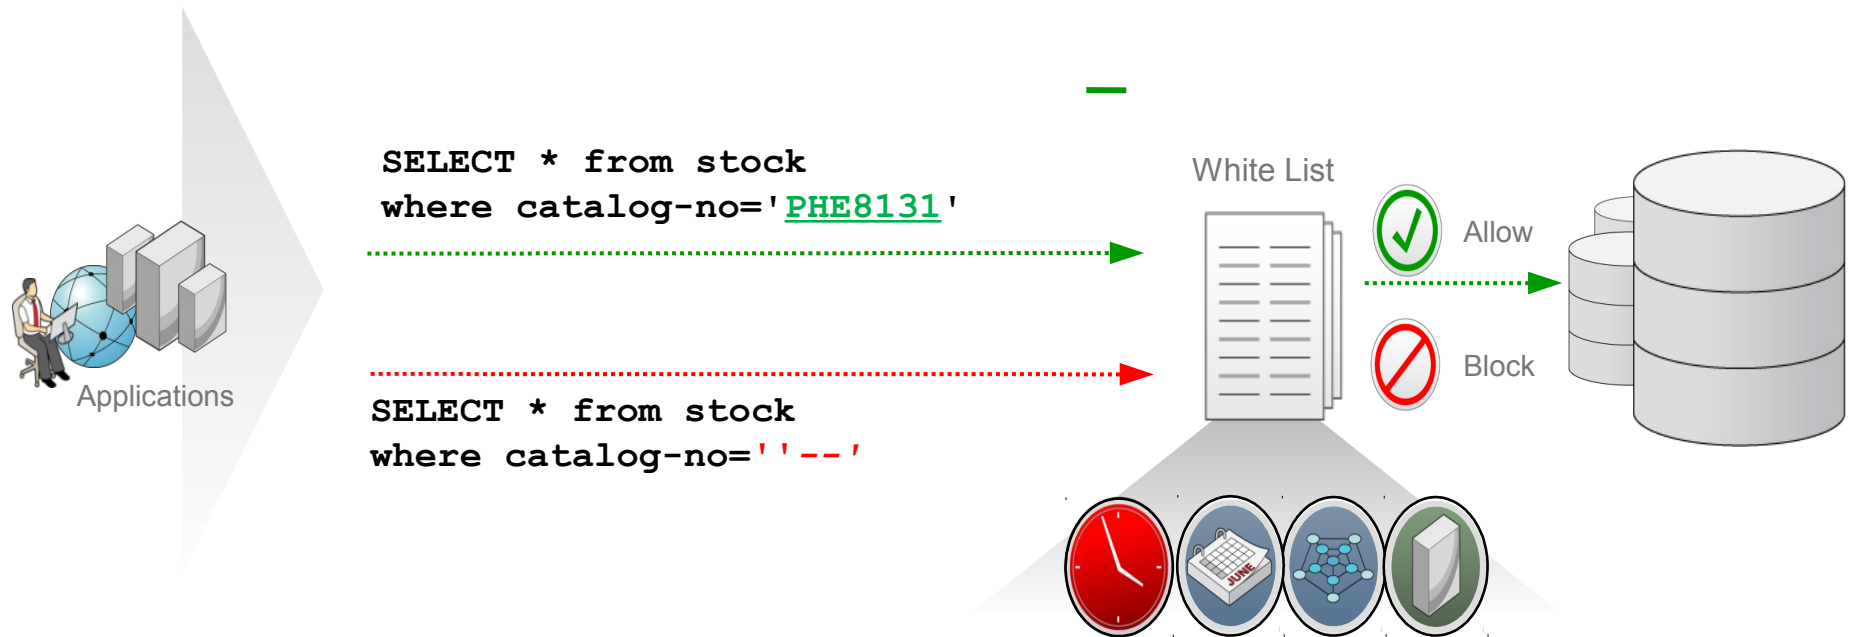 SELECT * from stock
where catalog-no='PHE8131'
White List
Allow
Block
Applications
SELECT * from stock
where catalog-no=''--'
JUNE